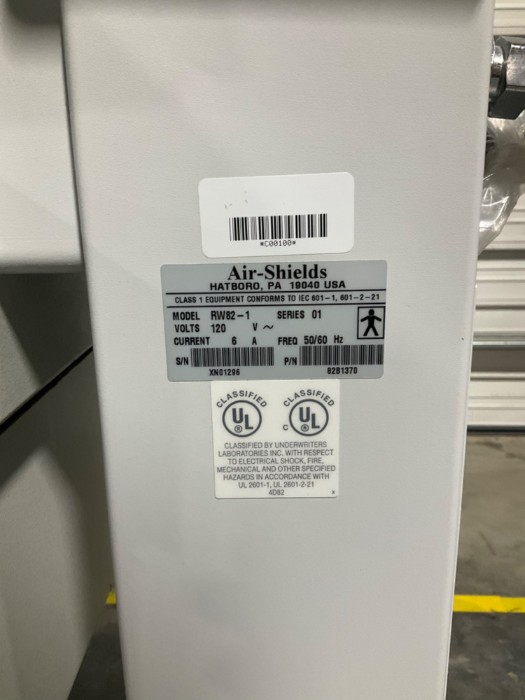 *C00100*
Air-Shields
HATBORO, PA 19040 USA
CLASS 1 EQUIPMENT CONFORMS TO IEC 601-1, 601-2-21
MODEL RW82-1 SERIES 01
VOLTS 120 V ~
CURRENT 6 A FREQ 50/60 Hz
S/N P/N
XN01296 6281370
CLASSIFIED CLASSIFIED
UL® C UL®
CLASSIFIED BY UNDERWRITERS
LABORATORIES INC. WITH RESPECT
TO ELECTRICAL SHOCK, FIRE,
MECHANICAL AND OTHER SPECIFIED
HAZARDS IN ACCORDANCE WITH
UL 2601-1, UL 2601-2-21
4D82